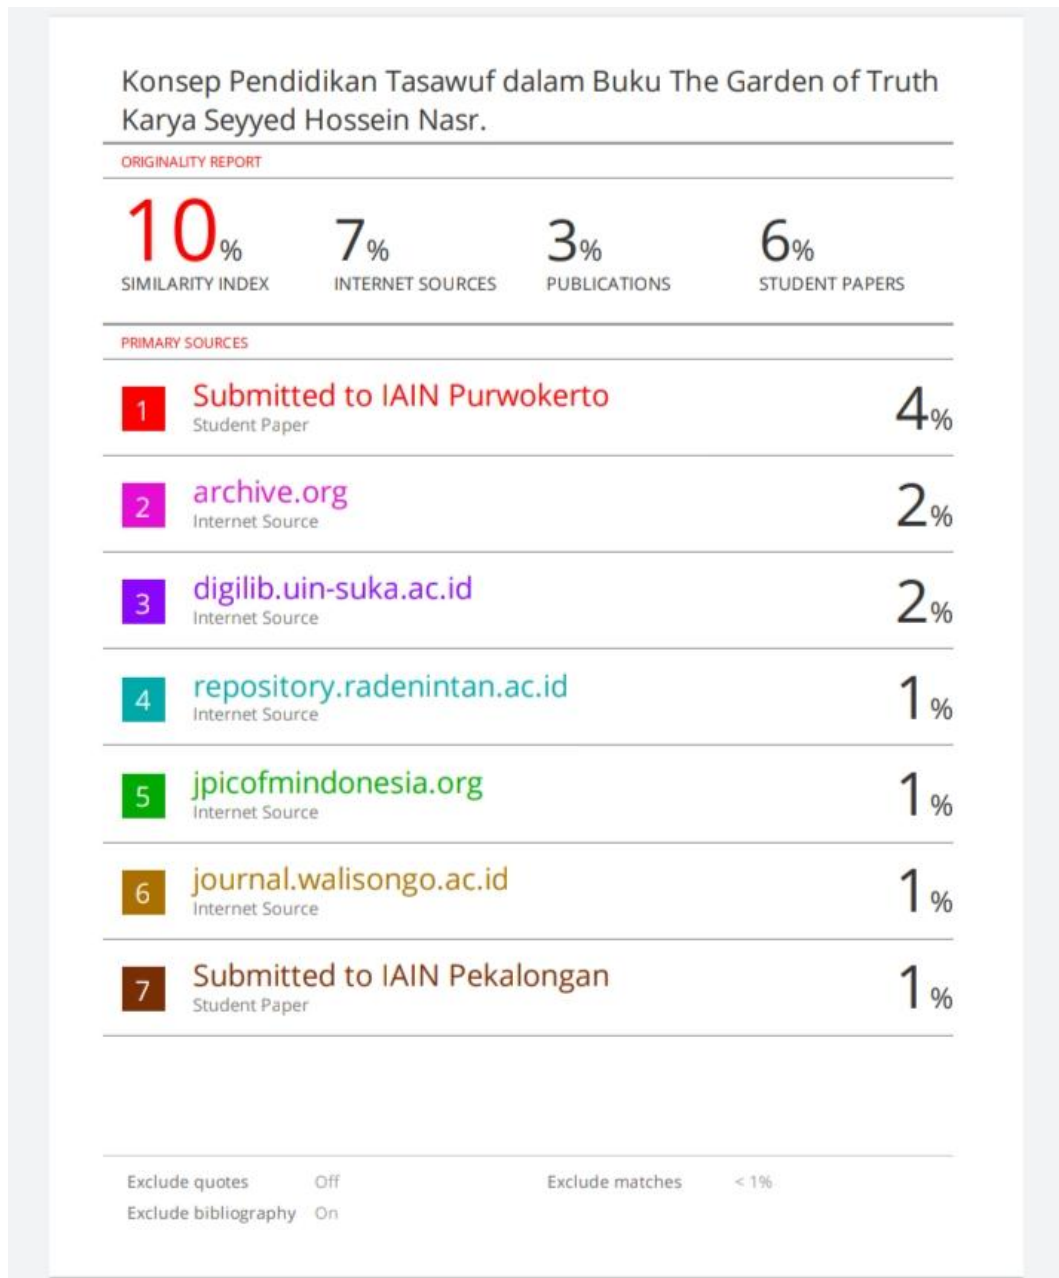 Konsep Pendidikan Tasawuf dalam Buku The Garden of Truth
Karya Seyyed Hossein Nasr.
ORIGINALITY REPORT
10% 7% 3% 6%
SIMILARITY INDEX INTERNET SOURCES PUBLICATIONS STUDENT PAPERS
PRIMARY SOURCES
1 Submitted to IAIN Purwokerto 4%
Student Paper
2 archive.org 2%
Internet Source
3 digilib.uin-suka.ac.id 2%
Internet Source
4 repository.radenintan.ac.id 1%
Internet Source
5 jpicofmindonesia.org 1%
Internet Source
6 journal.walisongo.ac.id 1%
Internet Source
7 Submitted to IAIN Pekalongan 1%
Student Paper
Exclude quotes Off Exclude matches < 1%
Exclude bibliography On